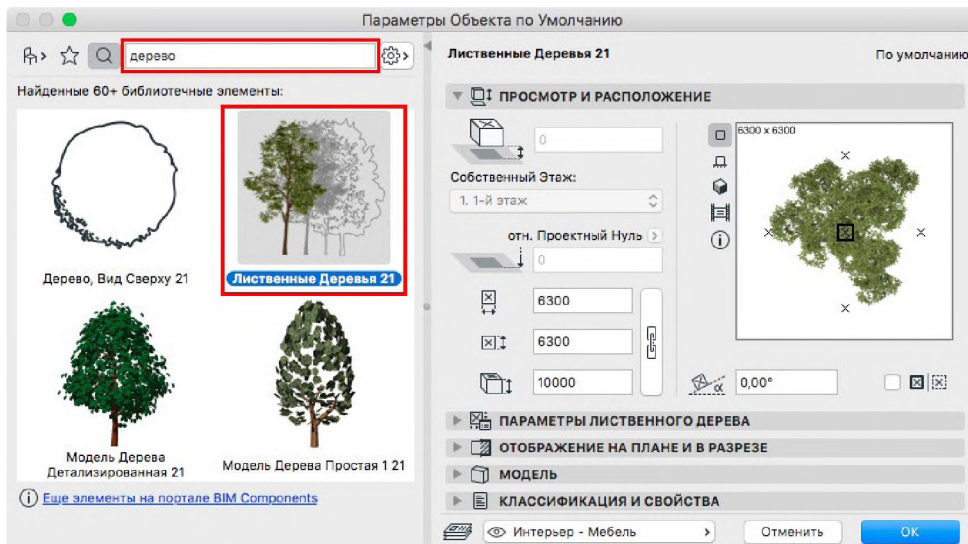 Параметры Объекта по Умолчанию
дерево
Найденные 60+ библиотечные элементы:
Дерево, Вид Сверху 21
Лиственные Деревья 21
Модель Дерева
Детализированная 21
Модель Дерева Простая 1 21
Еще элементы на портале BIM Components
Лиственные Деревья 21
По умолчанию
ПРОСМОТР И РАСПОЛОЖЕНИЕ
0
Собственный Этаж:
1. 1-й этаж
отн. Проектный Нуль
0
6300
6300
10000
6300 x 6300
α
0,00°
ПАРАМЕТРЫ ЛИСТВЕННОГО ДЕРЕВА
ОТОБРАЖЕНИЕ НА ПЛАНЕ И В РАЗРЕЗЕ
МОДЕЛЬ
КЛАССИФИКАЦИЯ И СВОЙСТВА
Интерьер - Мебель
Отменить
ОК